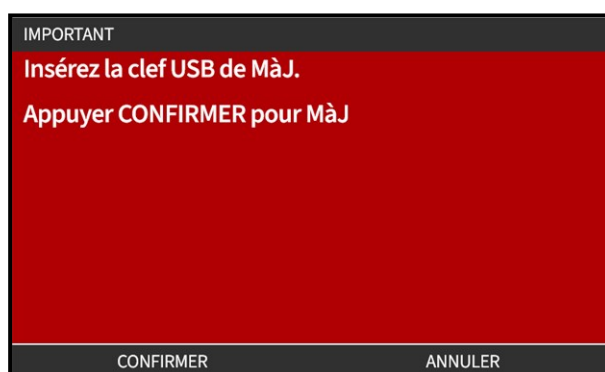 IMPORTANT
Insérez la clef USB de MàJ.
Appuyer CONFIRMER pour MàJ
CONFIRMER ANNULER